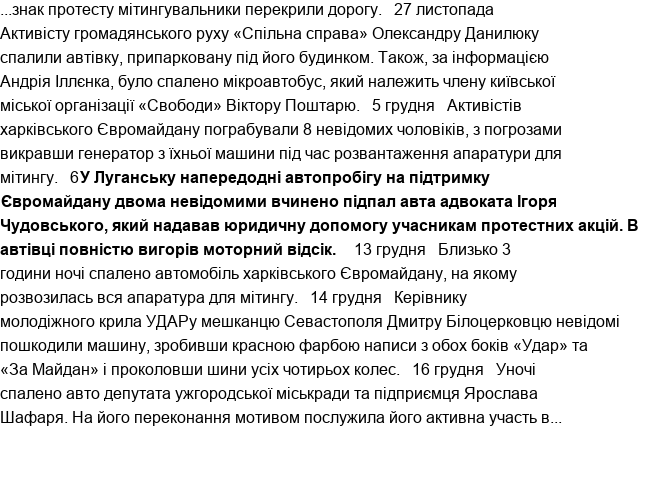 ...знак протесту мітингувальники перекрили дорогу. 27 листопада
Активісту громадянського руху «Спільна справа» Олександру Данилюку
спалили автівку, припарковану під його будинком. Також, за інформацією
Андрія Іллєнка, було спалено мікроавтобус, який належить члену київської
міської організації «Свободи» Віктору Поштарю. 5 грудня Активістів
харківського Євромайдану пограбували 8 невідомих чоловіків, з погрозами
викравши генератор з їхньої машини під час розвантаження апаратури для
мітингу. 6У Луганську напередодні автопробігу на підтримку
Євромайдану двома невідомими вчинено підпал авта адвоката Ігоря
Чудовського, який надавав юридичну допомогу учасникам протестних акцій. В
автівці повністю вигорів моторний відсік. 13 грудня Близько 3
години ночі спалено автомобіль харківського Євромайдану, на якому
розвозилась вся апаратура для мітингу. 14 грудня Керівнику
молодіжного крила УДАРу мешканцю Севастополя Дмитру Білоцерковцю невідомі
пошкодили машину, зробивши красною фарбою написи з обох боків «Удар» та
«За Майдан» і проколовши шини усіх чотирьох колес. 16 грудня Уночі
спалено авто депутата ужгородської міськради та підприємця Ярослава
Шафаря. На його переконання мотивом послужила його активна участь в...